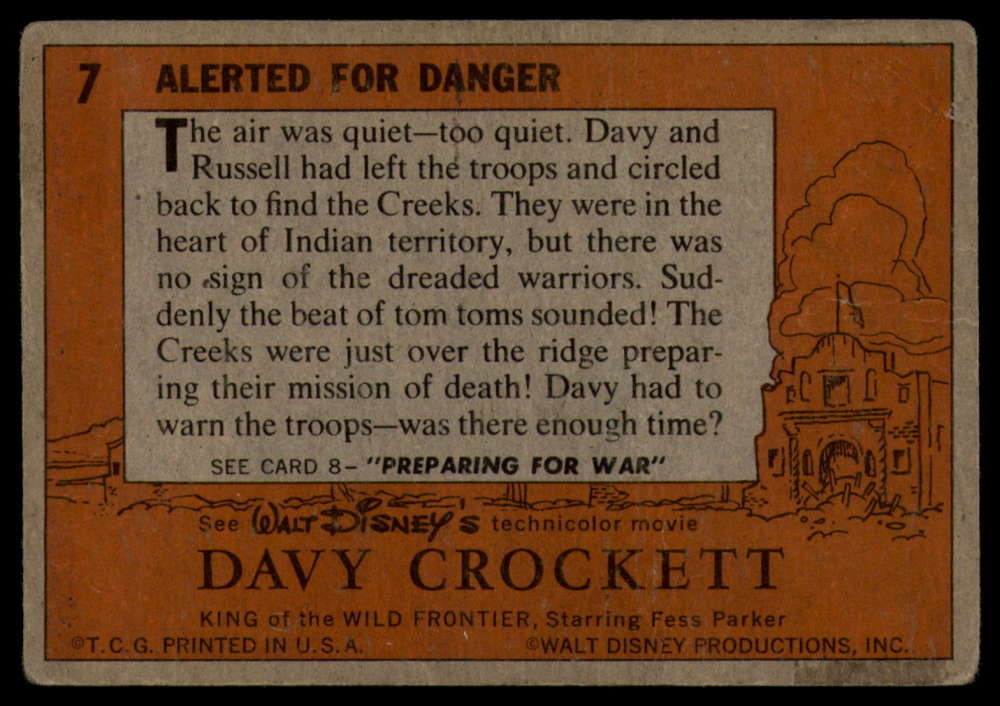 7 ALERTED FOR DANGER
The air was quiet—too quiet. Davy and
Russell had left the troops and circled
back to find the Creeks. They were in the
heart of Indian territory, but there was
no sign of the dreaded warriors. Sud-
denly the beat of tom toms sounded! The
Creeks were just over the ridge prepar-
ing their mission of death! Davy had to
warn the troops—was there enough time?
SEE CARD 8– "PREPARING FOR WAR"
See WALT DISNEY'S technicolor movie
DAVY CROCKETT
KING of the WILD FRONTIER, Starring Fess Parker
©T.C.G. PRINTED IN U.S.A. ©WALT DISNEY PRODUCTIONS, INC.